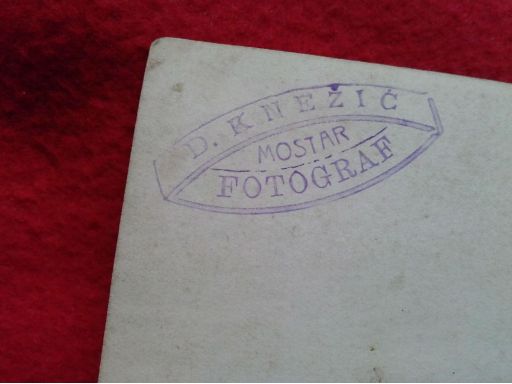 D. KNEŽIĆ
MOSTAR
FOTOGRAF